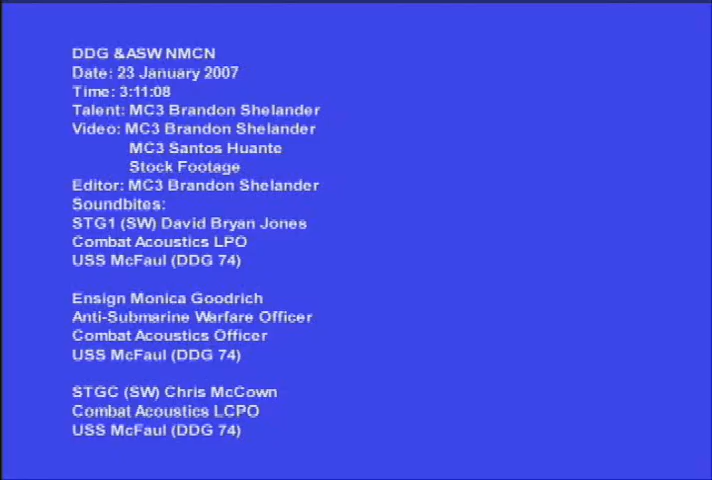 DDG &ASW NMCN
Date: 23 January 2007
Time: 3:11:08
Talent: MC3 Brandon Shelander
Video: MC3 Brandon Shelander
MC3 Santos Huante
Stock Footage
Editor: MC3 Brandon Shelander
Soundbites:
STG1 (SW) David Bryan Jones
Combat Acoustics LPO
USS McFaul (DDG 74)
Ensign Monica Goodrich
Anti-Submarine Warfare Officer
Combat Acoustics Officer
USS McFaul (DDG 74)
STGC (SW) Chris McCown
Combat Acoustics LCPO
USS McFaul (DDG 74)